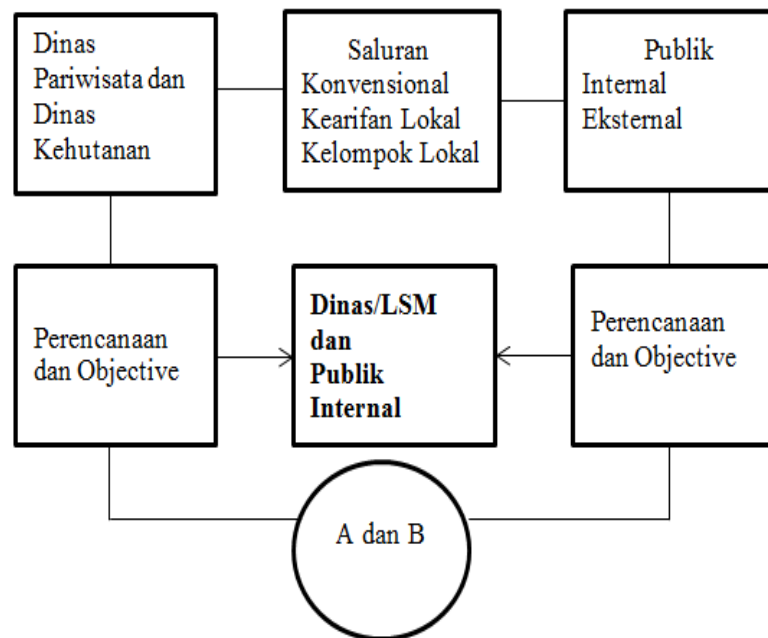 Dinas
Pariwisata dan
Dinas
Kehutanan
Saluran
Konvensional
Kearifan Lokal
Kelompok Lokal
Publik
Internal
Eksternal
Perencanaan
dan Objective
Dinas/LSM
dan
Publik
Internal
Perencanaan
dan Objective
A dan B